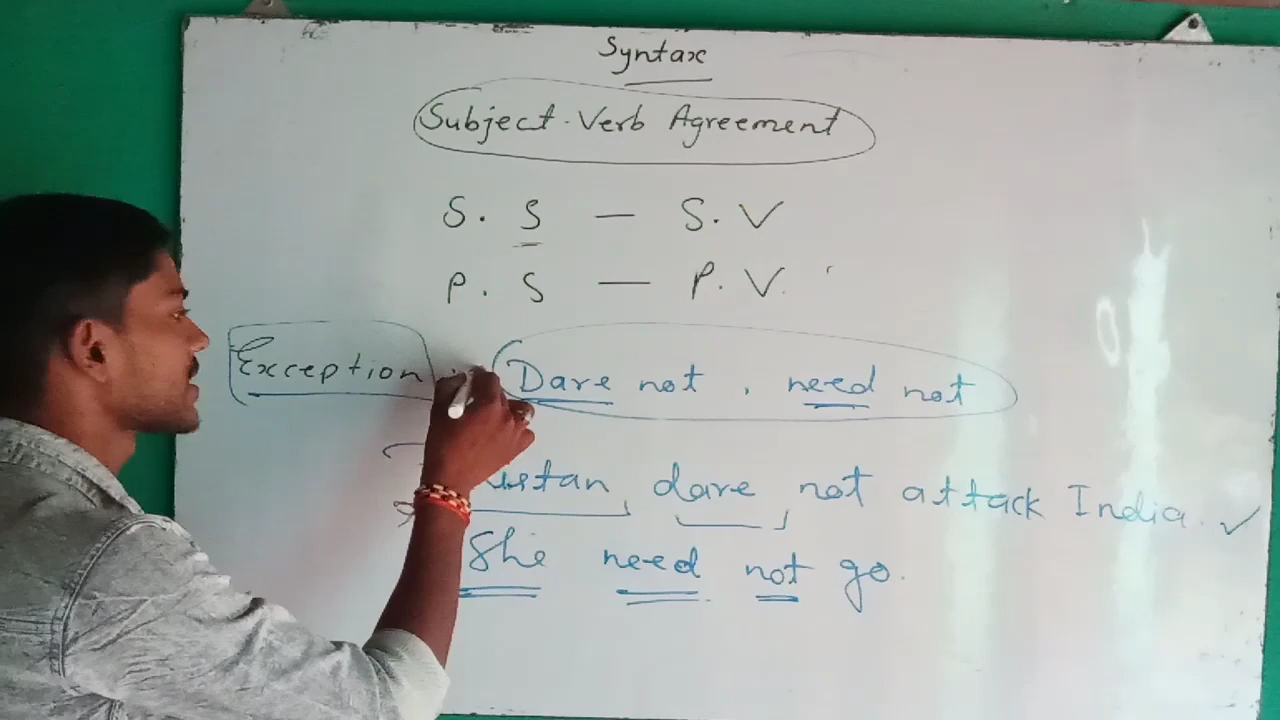 Syntax
Subject-Verb Agreement
S. S — S.V
P. S — P.V.
Exception Dare not, need not
dare not attack India. ✓
She need not go.